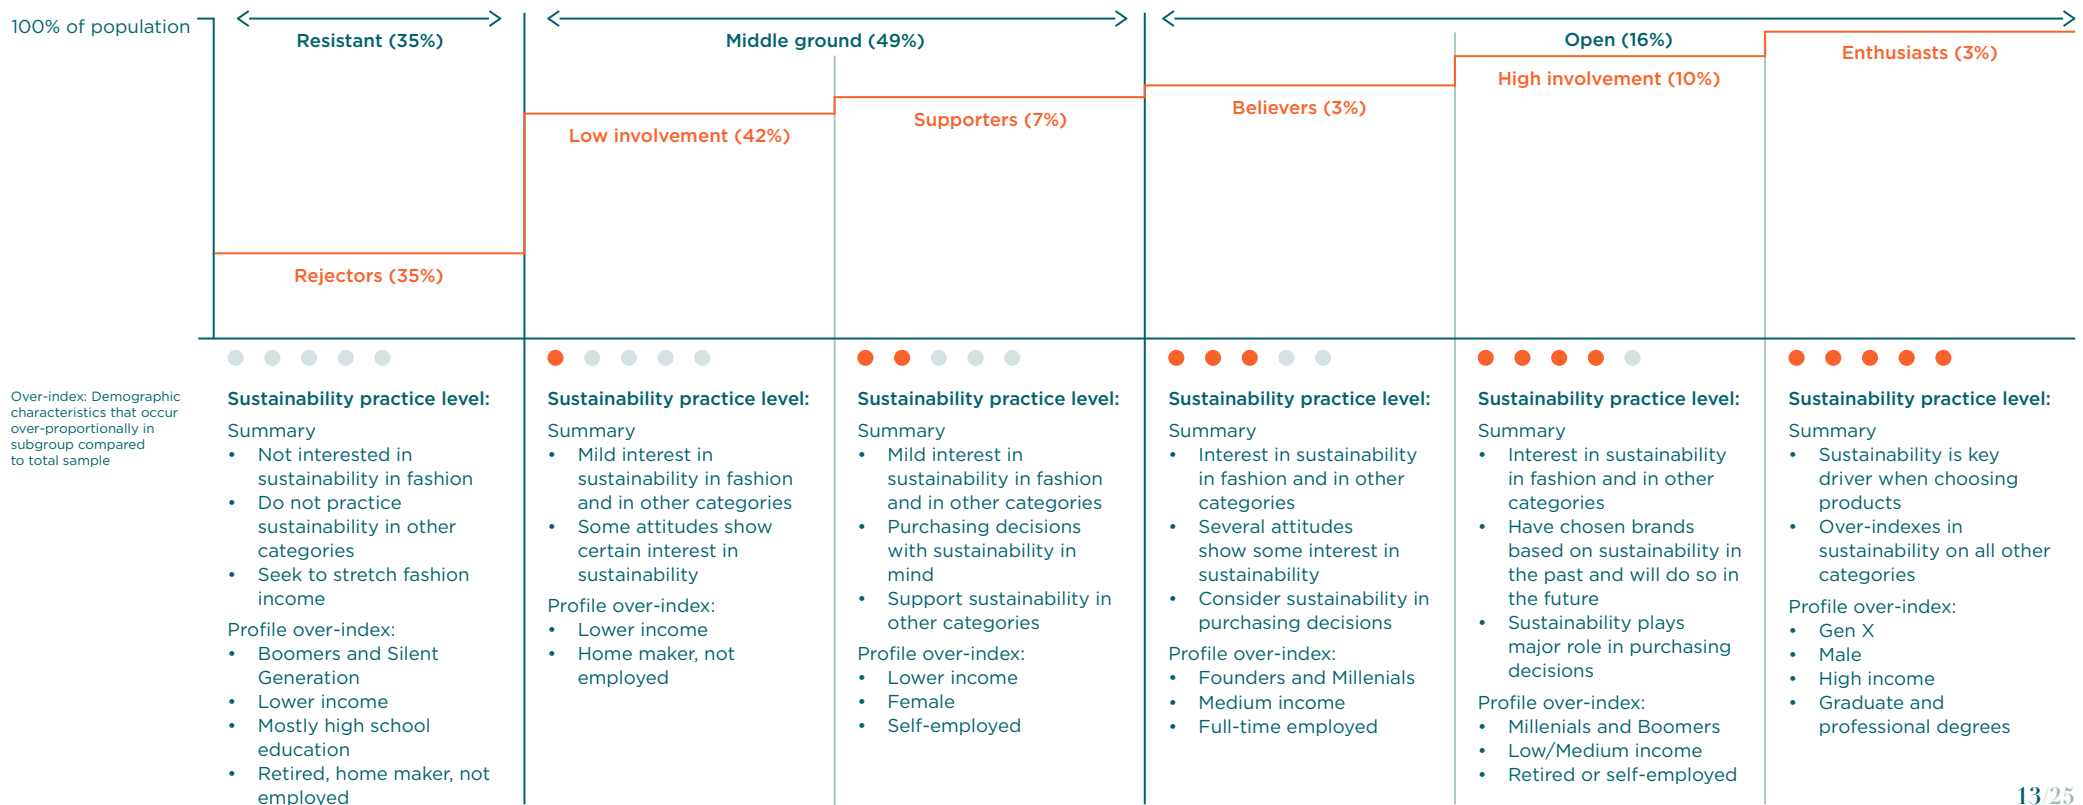 100% of population
Resistant (35%)
Middle ground (49%)
Open (16%)
Rejectors (35%)
Low involvement (42%)
Supporters (7%)
Believers (3%)
High involvement (10%)
Enthusiasts (3%)
Over-index: Demographic
characteristics that occur
over-proportionally in
subgroup compared
to total sample
Sustainability practice level:
Summary
• Not interested in
sustainability in fashion
• Do not practice
sustainability in other
categories
• Seek to stretch fashion
income
Profile over-index:
• Boomers and Silent
Generation
• Lower income
• Mostly high school
education
• Retired, home maker, not
employed
Sustainability practice level:
Summary
• Mild interest in
sustainability in fashion
and in other categories
• Some attitudes show
certain interest in
sustainability
Profile over-index:
• Lower income
• Home maker, not
employed
Sustainability practice level:
Summary
• Mild interest in
sustainability in fashion
and in other categories
• Purchasing decisions
with sustainability in
mind
• Support sustainability in
other categories
Profile over-index:
• Lower income
• Female
• Self-employed
Sustainability practice level:
Summary
• Interest in sustainability
in fashion and in other
categories
• Several attitudes
show some interest in
sustainability
• Consider sustainability in
purchasing decisions
Profile over-index:
• Founders and Millenials
• Medium income
• Full-time employed
Sustainability practice level:
Summary
• Interest in sustainability
in fashion and in other
categories
• Have chosen brands
based on sustainability in
the past and will do so in
the future
• Sustainability plays
major role in purchasing
decisions
Profile over-index:
• Millenials and Boomers
• Low/Medium income
• Retired or self-employed
Sustainability practice level:
Summary
• Sustainability is key
driver when choosing
products
• Over-indexes in
sustainability on all other
categories
Profile over-index:
• Gen X
• Male
• High income
• Graduate and
professional degrees
13/25